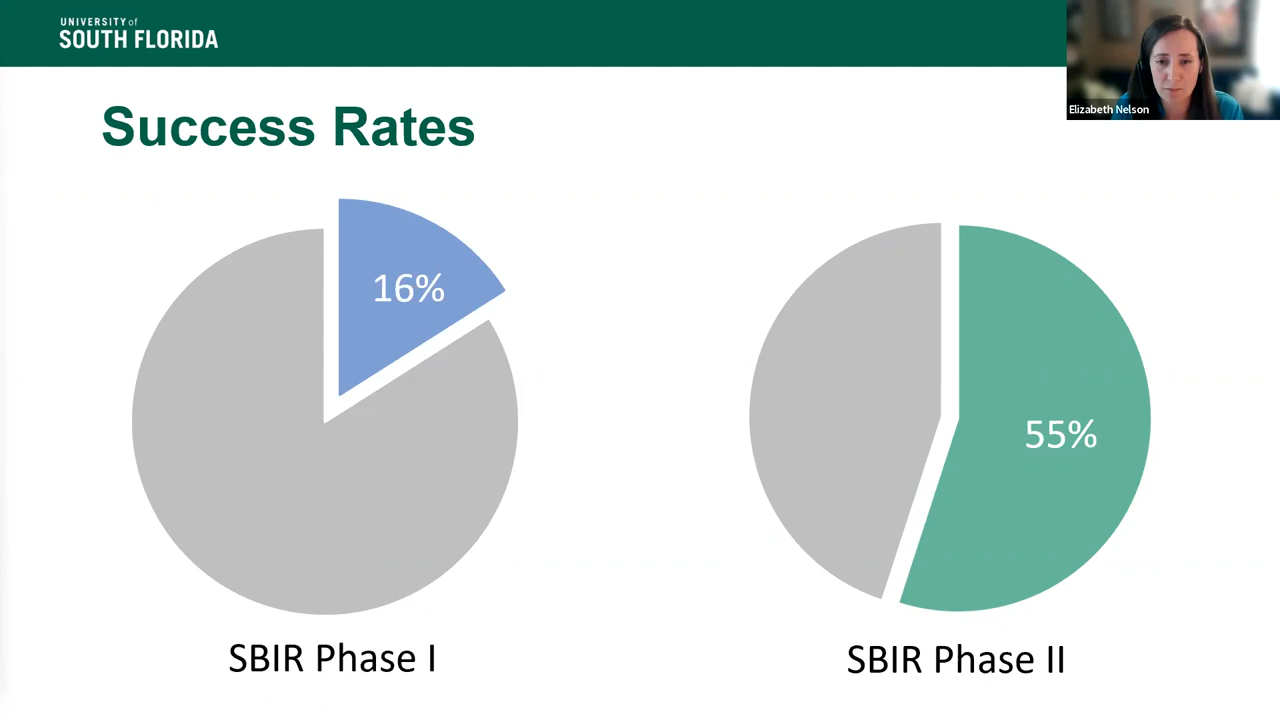 UNIVERSITY of
SOUTH FLORIDA
Elizabeth Nelson
Success Rates
16%
55%
SBIR Phase I
SBIR Phase II